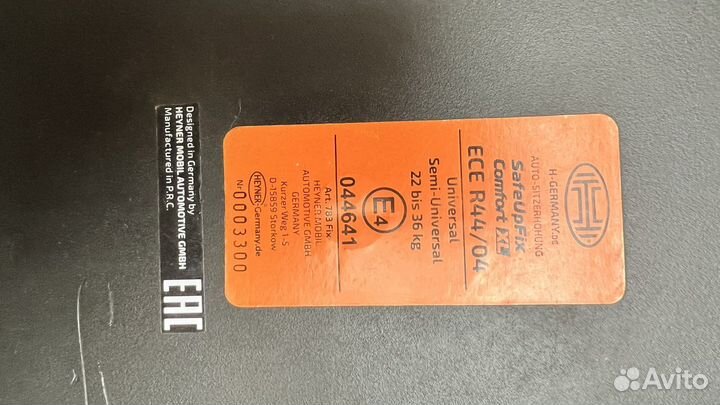 H-GERMANY.DE
AUTO-SITZERHÖHUNG
SafeUpFix
Comfort XL
ECE R44/04
Universal
Semi-Universal
22 bis 36 kg
E4
044641
Art. 783 Fix
HEYNER MOBIL
AUTOMOTIVE GMBH
GERMANY
Kurzer Weg 1-5
D-15859 Storkow
HEYNER Germany.de
Nr 0003300
Designed in Germany by
HEYNER MOBIL AUTOMOTIVE GMBH
Manufactured in P.R.C.
EAC
Avito